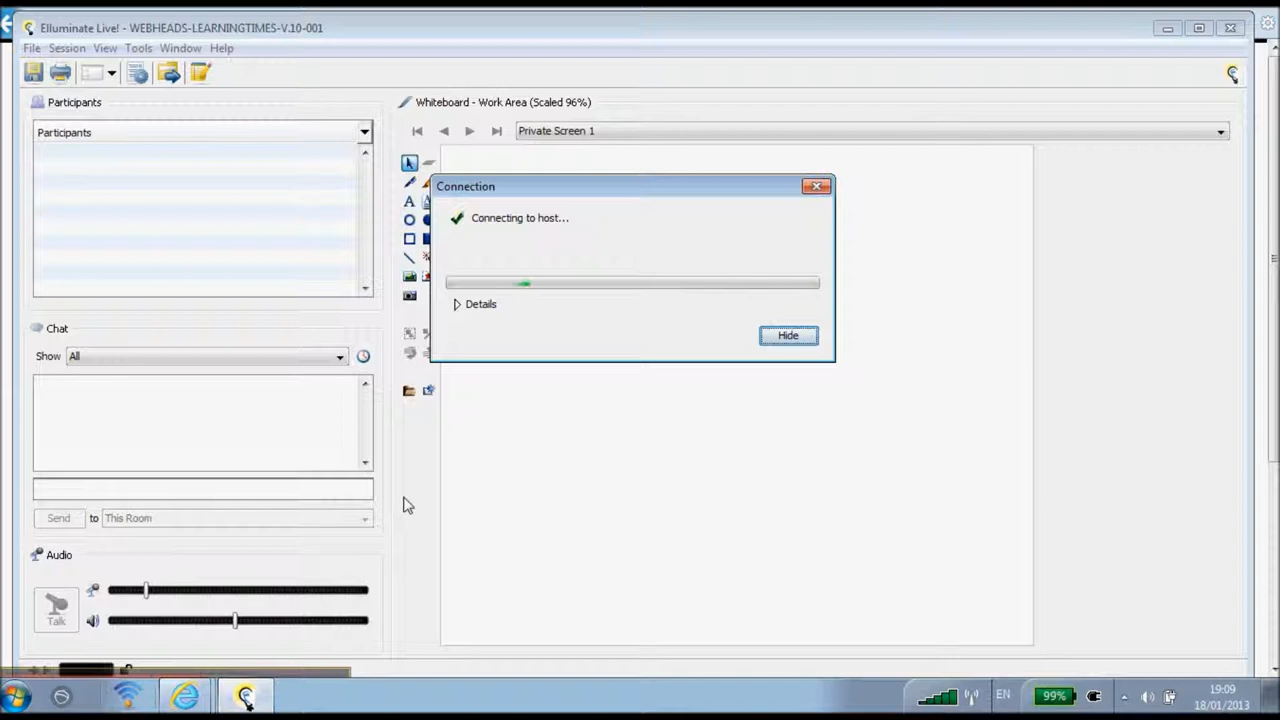 Elluminate Live! - WEBHEADS-LEARNINGTIMES-V.10-001
File Session View Tools Window Help
Participants
Participants
Whiteboard - Work Area (Scaled 96%)
Private Screen 1
A
A
Connection
Connecting to host...
Details
Hide
Chat
Show All
Send to This Room
Audio
Talk
EN
99%
19:09
18/01/2013